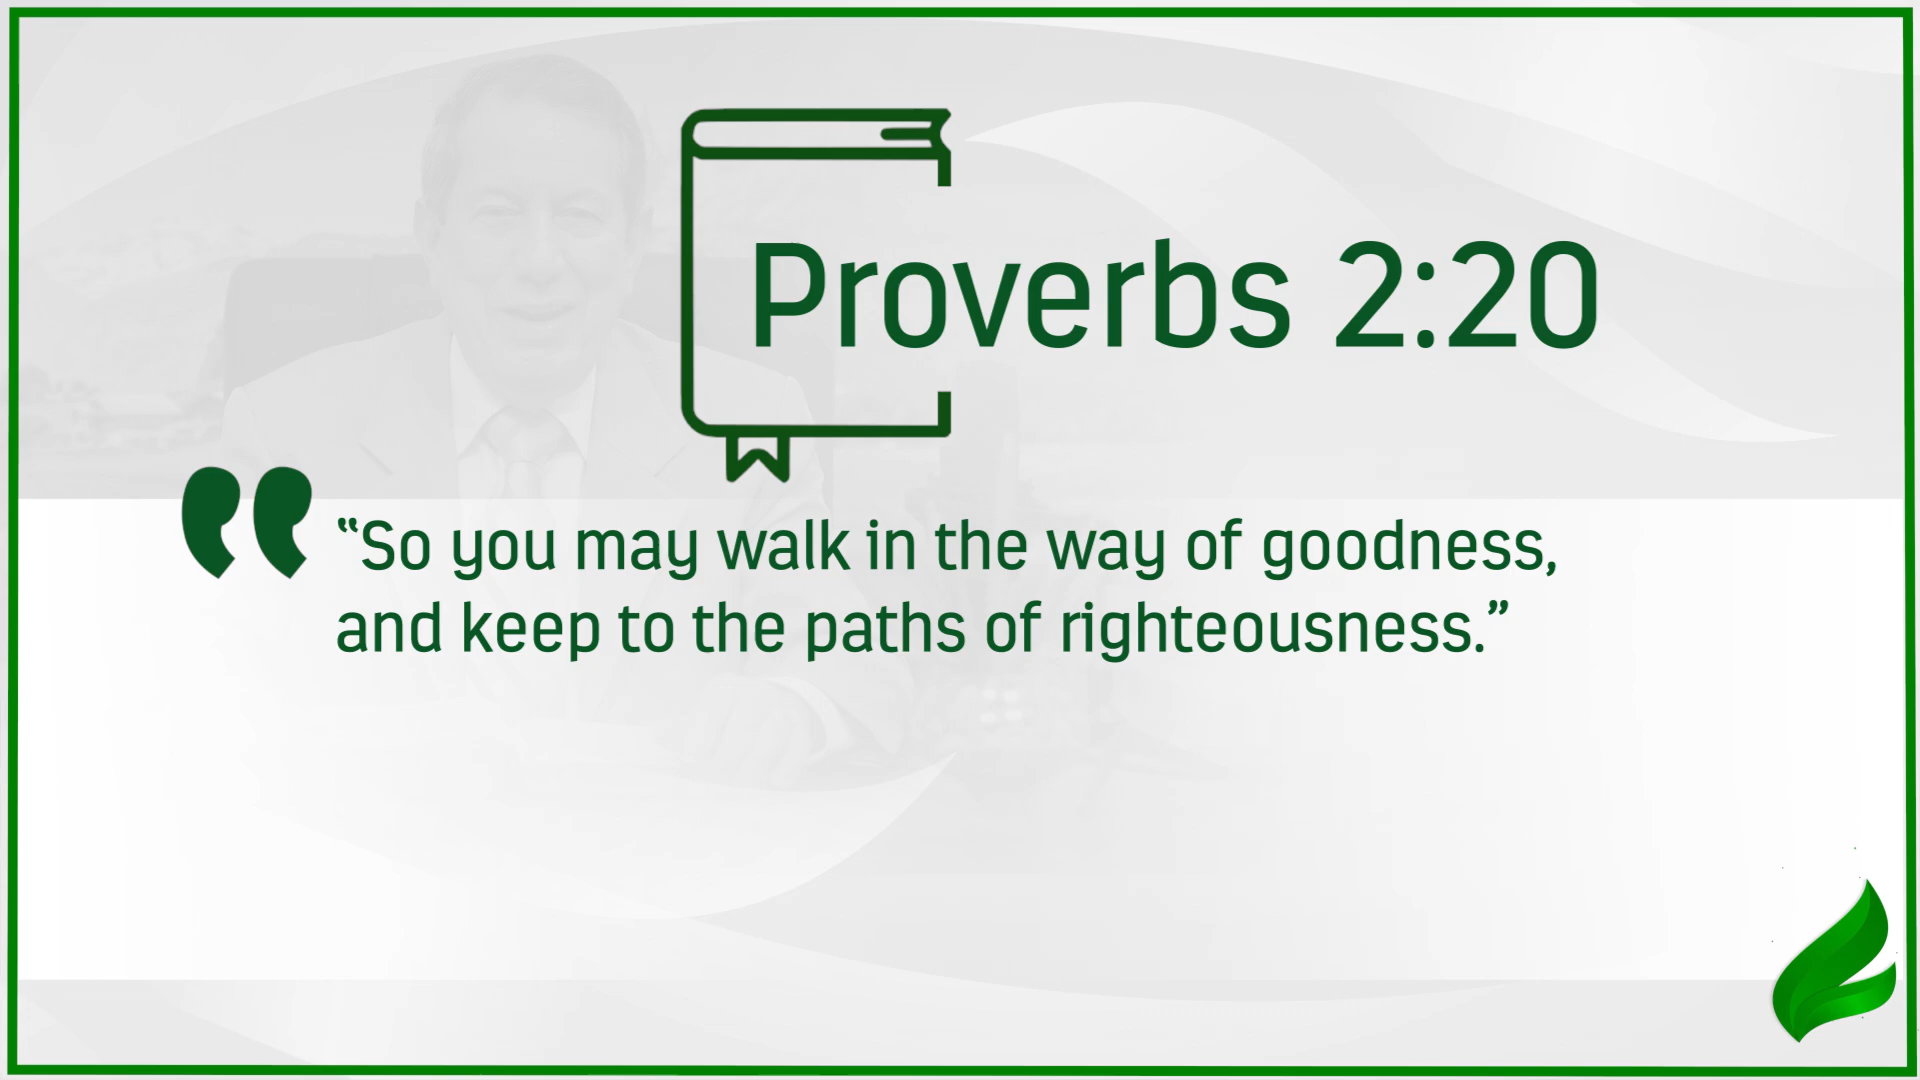 Proverbs 2:20
“So you may walk in the way of goodness,
and keep to the paths of righteousness.”